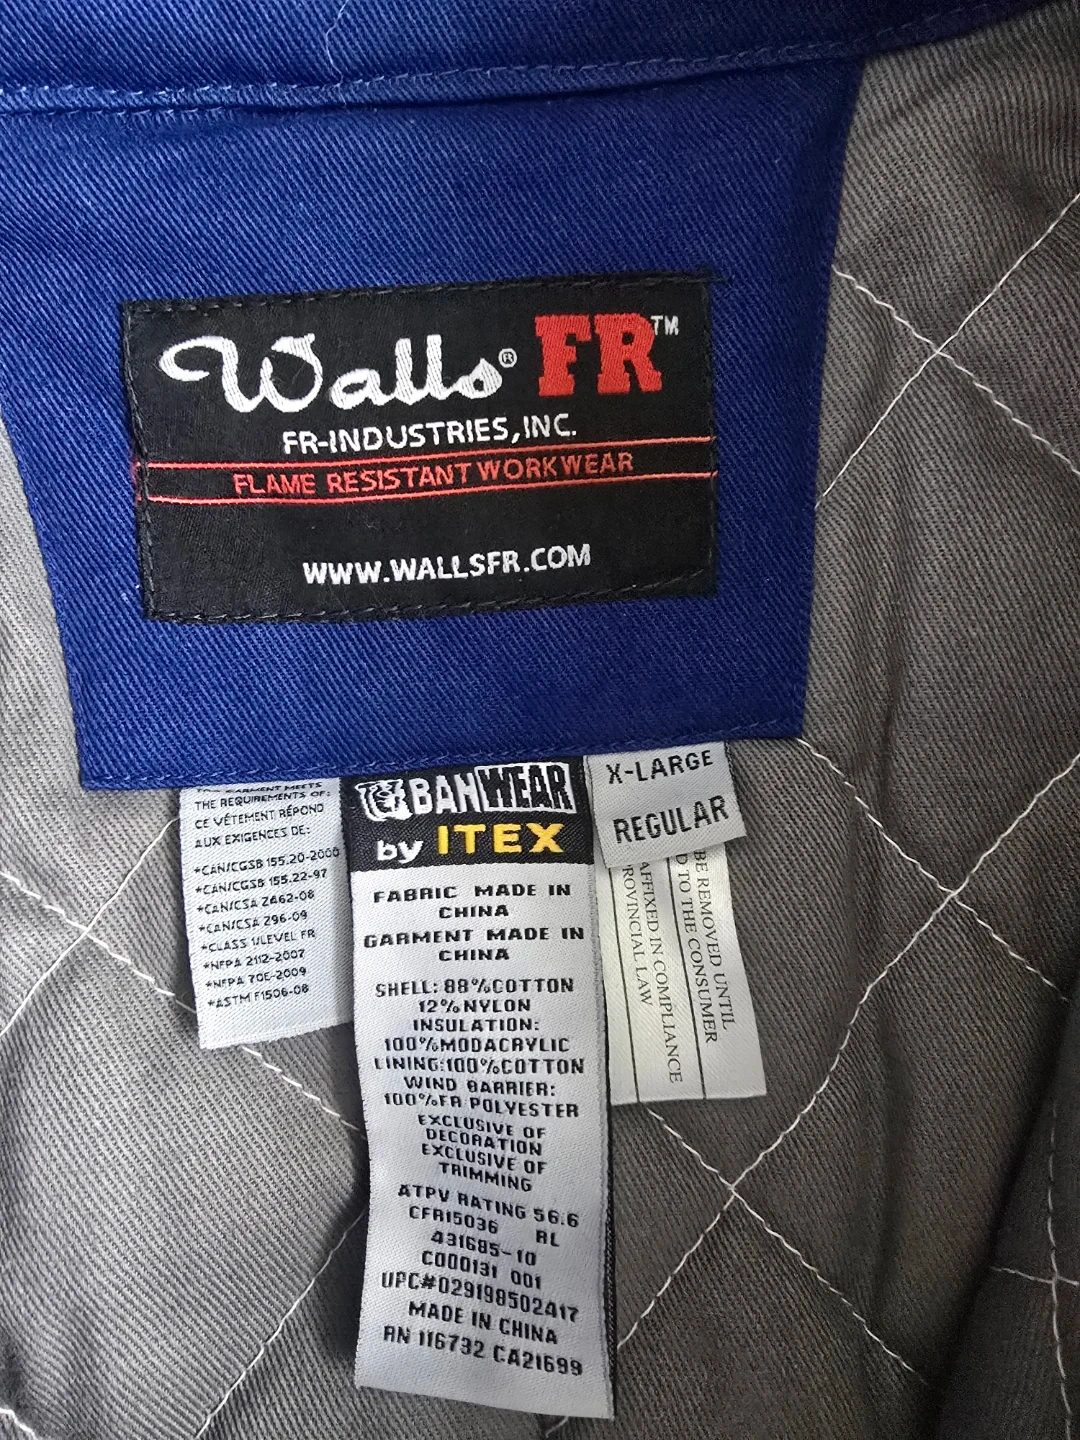 Walls® FR™
FR-INDUSTRIES, INC.
FLAME RESISTANT WORKWEAR
WWW.WALLSFR.COM
GARMENT MEETS
THE REQUIREMENTS OF:
CE VÊTEMENT RÉPOND
AUX EXIGENCES DE:
*CAN/CGSB 155.20-2000
*CAN/CGSB 155.22-97
*CAN/CSA Z462-08
*CAN/CSA Z96-09
*CLASS 1/LEVEL FR
*NFPA 2112-2007
*NFPA 70E-2009
*ASTM F1506-08
URBANWEAR
by ITEX
FABRIC MADE IN
CHINA
GARMENT MADE IN
CHINA
SHELL: 88%COTTON
12%NYLON
INSULATION:
100%MODACRYLIC
LINING:100%COTTON
WIND BARRIER:
100%FR POLYESTER
EXCLUSIVE OF
DECORATION
EXCLUSIVE OF
TRIMMING
ATPV RATING 56.6
CFR15036 RL
431685-10
C000131 001
UPC#029198502417
MADE IN CHINA
RN 116732 CA21699
X-LARGE
REGULAR
BE REMOVED UNTIL
D TO THE CONSUMER
AFFIXED IN COMPLIANCE
ROVINCIAL LAW